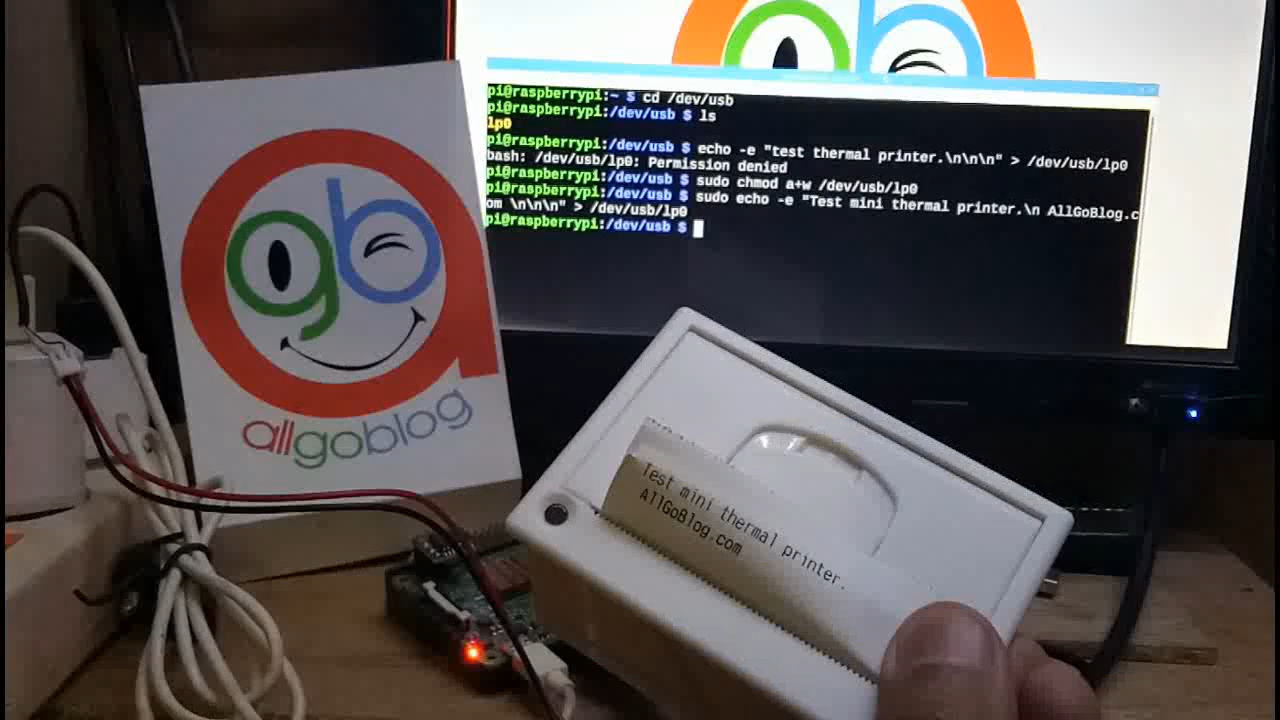 pi@raspberrypi:~ $ cd /dev/usb
pi@raspberrypi:/dev/usb $ ls
lp0
pi@raspberrypi:/dev/usb $ echo -e "test thermal printer.\n\n\n" > /dev/usb/lp0
bash: /dev/usb/lp0: Permission denied
pi@raspberrypi:/dev/usb $ sudo chmod a+w /dev/usb/lp0
pi@raspberrypi:/dev/usb $ sudo echo -e "Test mini thermal printer.\n AllGoBlog.c
om \n\n\n" > /dev/usb/lp0
pi@raspberrypi:/dev/usb $
agb
allgoblog
Test mini thermal printer.
AllGoBlog.com